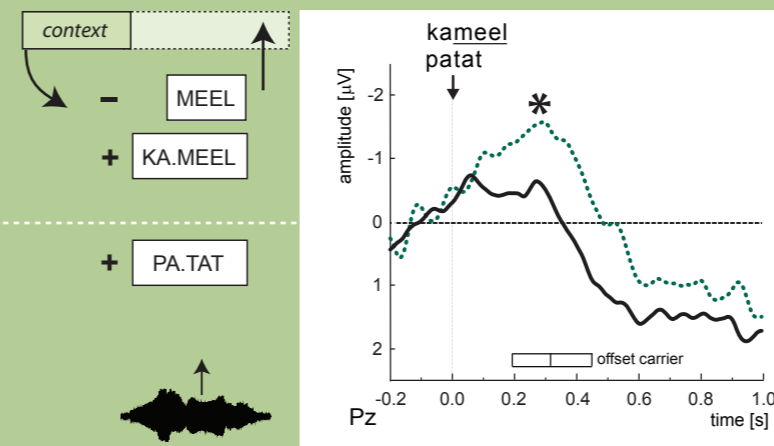 context
- MEEL
+ KA.MEEL
+ PA.TAT
kameel
patat
*
amplitude [µV]
-2
-1
0
1
2
offset carrier
-0.2 0.0 0.2 0.4 0.6 0.8 1.0
Pz
time [s]